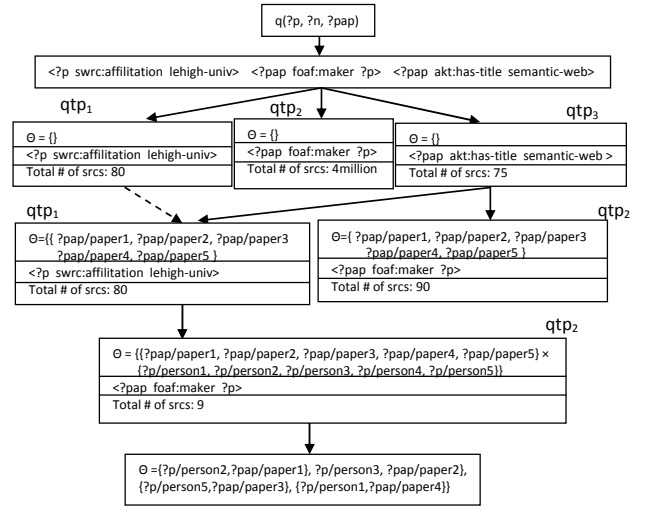 q(?p, ?n, ?pap)
<?p swrc:affilitation lehigh-univ> <?pap foaf:maker ?p> <?pap akt:has-title semantic-web>
qtp1
qtp2
qtp3
Θ = {}
<?p swrc:affilitation lehigh-univ>
Total # of srcs: 80
Θ = {}
<?pap foaf:maker ?p>
Total # of srcs: 4million
Θ = {}
<?pap akt:has-title semantic-web >
Total # of srcs: 75
qtp1
qtp2
Θ={{ ?pap/paper1, ?pap/paper2, ?pap/paper3
?pap/paper4, ?pap/paper5 }
<?p swrc:affilitation lehigh-univ>
Total # of srcs: 80
Θ={ ?pap/paper1, ?pap/paper2, ?pap/paper3
?pap/paper4, ?pap/paper5 }
<?pap foaf:maker ?p>
Total # of srcs: 90
qtp2
Θ = {{?pap/paper1, ?pap/paper2, ?pap/paper3, ?pap/paper4, ?pap/paper5} ×
{?p/person1, ?p/person2, ?p/person3, ?p/person4, ?p/person5}}
<?pap foaf:maker ?p>
Total # of srcs: 9
Θ ={?p/person2,?pap/paper1}, ?p/person3, ?pap/paper2},
{?p/person5,?pap/paper3}, {?p/person1,?pap/paper4}}